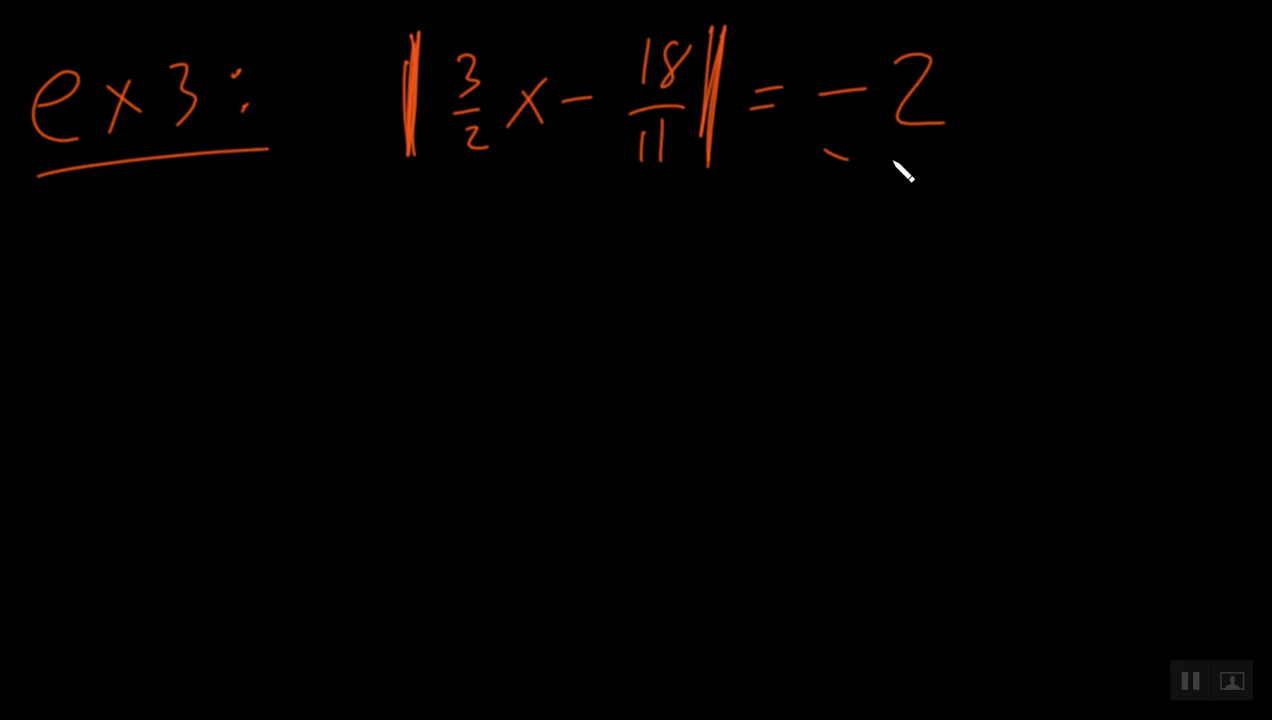 ex3: | 3/2 x - 18/11 | = -2